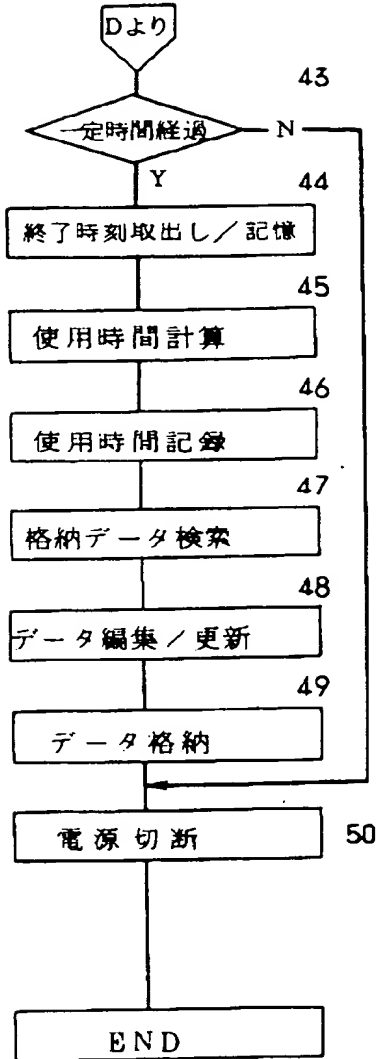 Dより
43
一定時間経過
N
Y
44
終了時刻取出し/記憶
45
使用時間計算
46
使用時間記録
47
格納データ検索
48
データ編集/更新
49
データ格納
電源切断
50
END